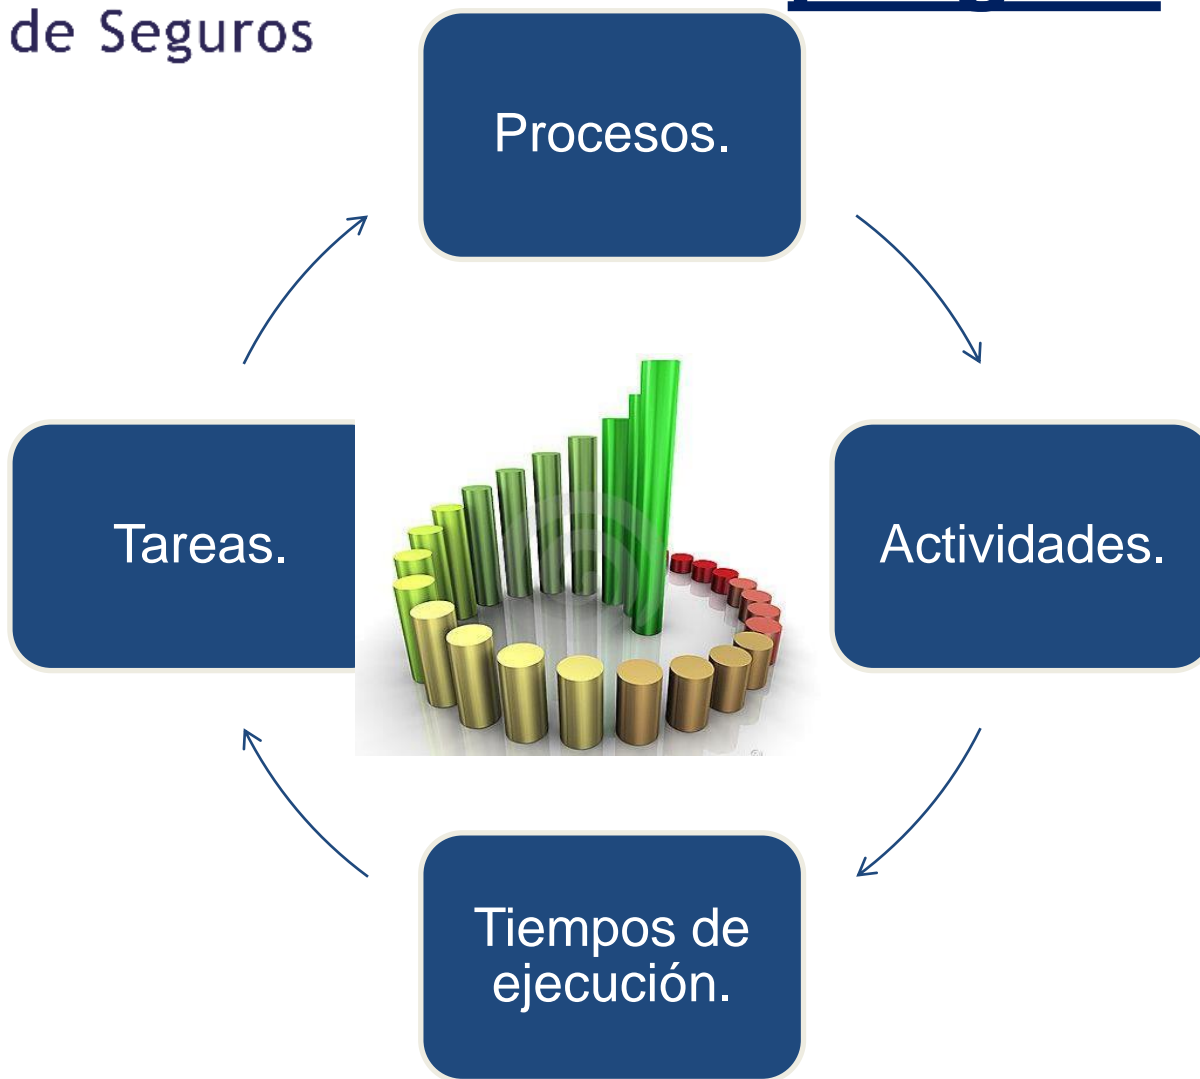 de Seguros
Procesos.
Tareas.
Actividades.
Tiempos de
ejecución.